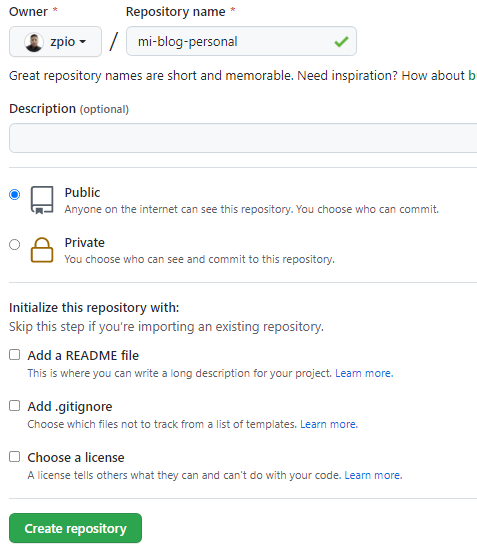 Owner * Repository name *
zpio / mi-blog-personal
Great repository names are short and memorable. Need inspiration? How about
Description (optional)
Public
Anyone on the internet can see this repository. You choose who can commit.
Private
You choose who can see and commit to this repository.
Initialize this repository with:
Skip this step if you're importing an existing repository.
Add a README file
This is where you can write a long description for your project. Learn more.
Add .gitignore
Choose which files not to track from a list of templates. Learn more.
Choose a license
A license tells others what they can and can't do with your code. Learn more.
Create repository